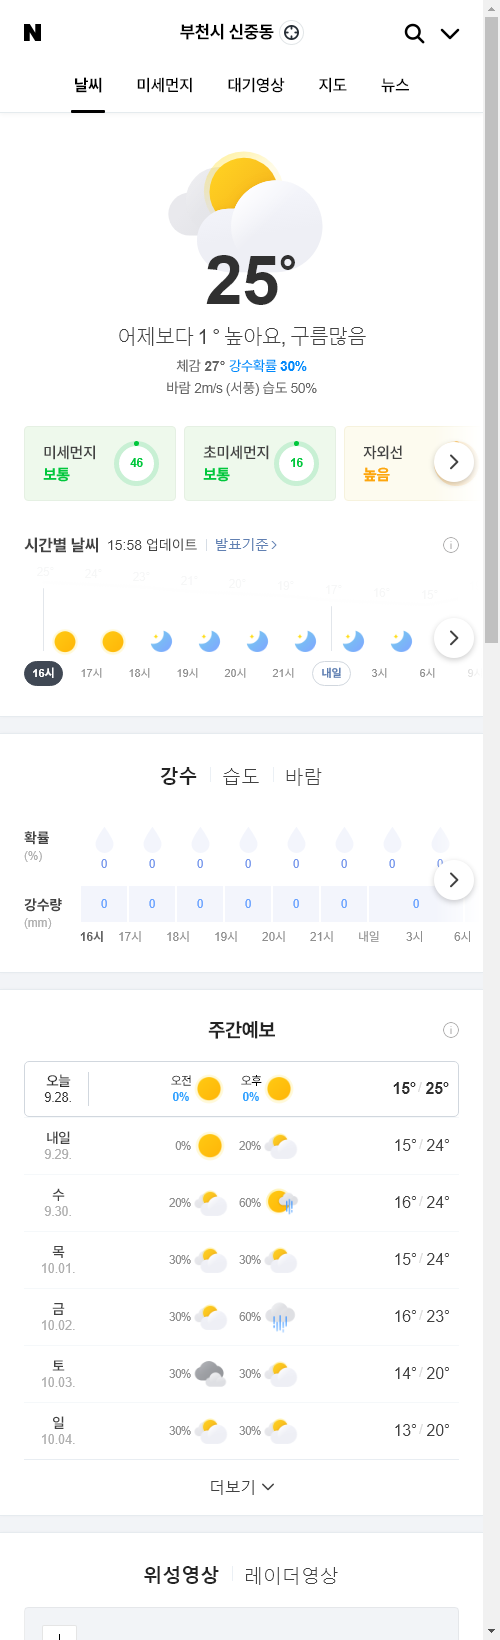 N 부천시 신중동
날씨 미세먼지 대기영상 지도 뉴스
25°
어제보다 1 ° 높아요, 구름많음
체감 27° 강수확률 30%
바람 2m/s (서풍) 습도 50%
미세먼지 보통 46
초미세먼지 보통 16
자외선 높음
시간별 날씨 15:58 업데이트 발표기준
25° 24° 23° 21° 20° 19° 17° 16° 15°
16시 17시 18시 19시 20시 21시 내일 3시 6시
강수 습도 바람
확률 (%)
0 0 0 0 0 0 0 0
강수량 (mm)
0 0 0 0 0 0 0
16시 17시 18시 19시 20시 21시 내일 3시 6시
주간예보
오늘 9.28. 오전 0% 오후 0% 15° / 25°
내일 9.29. 0% 20% 15° / 24°
수 9.30. 20% 60% 16° / 24°
목 10.01. 30% 30% 15° / 24°
금 10.02. 30% 60% 16° / 23°
토 10.03. 30% 30% 14° / 20°
일 10.04. 30% 30% 13° / 20°
더보기
위성영상 레이더영상